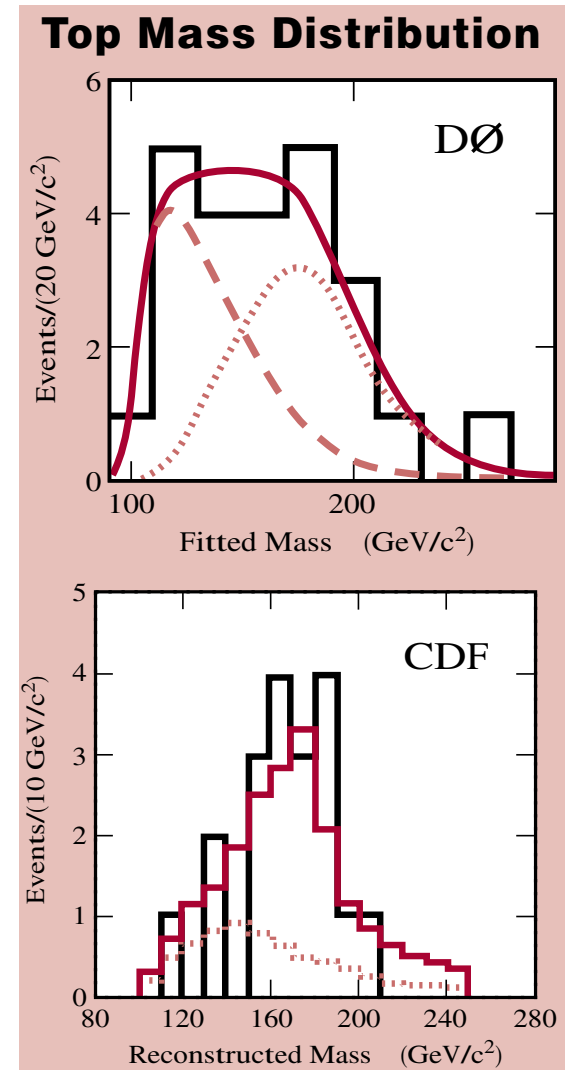 Top Mass Distribution
6
DØ
4
Events/(20 GeV/c²)
2
0
100 200
Fitted Mass (GeV/c²)
5
CDF
4
3
Events/(10 GeV/c²)
2
1
0
80 120 160 200 240 280
Reconstructed Mass (GeV/c²)